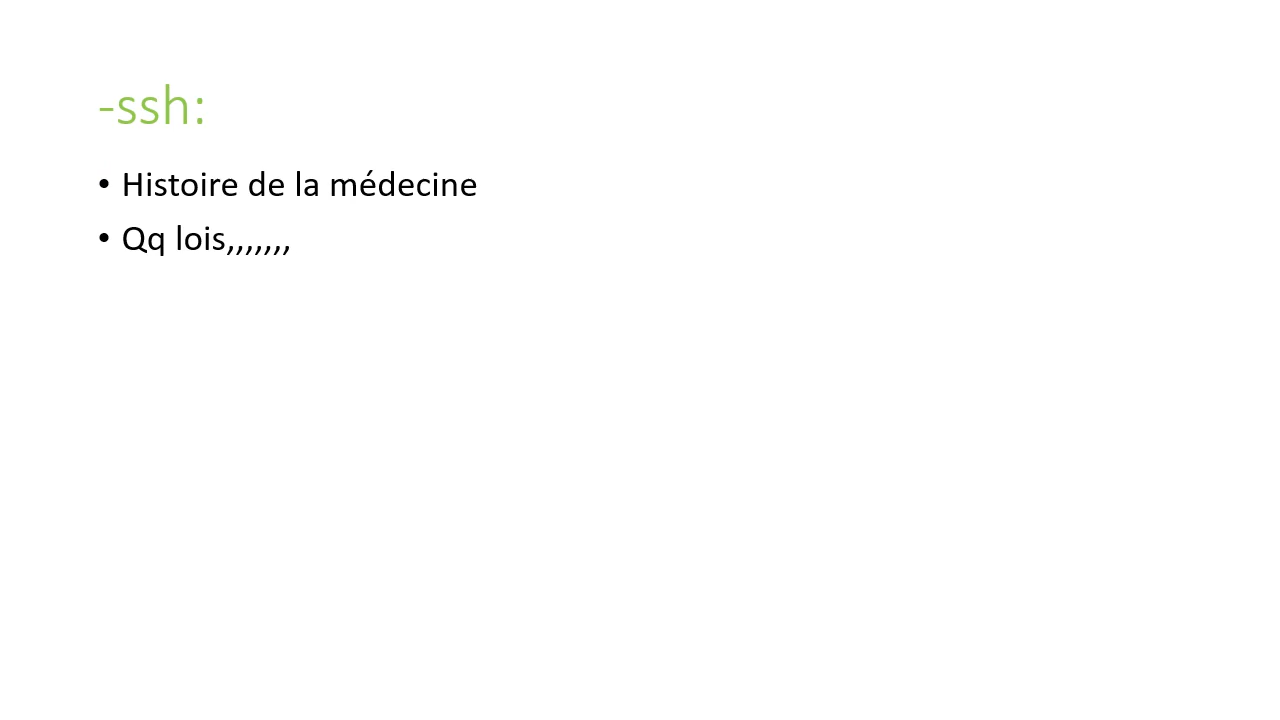 -ssh:
• Histoire de la médecine
• Qq lois,,,,,,,